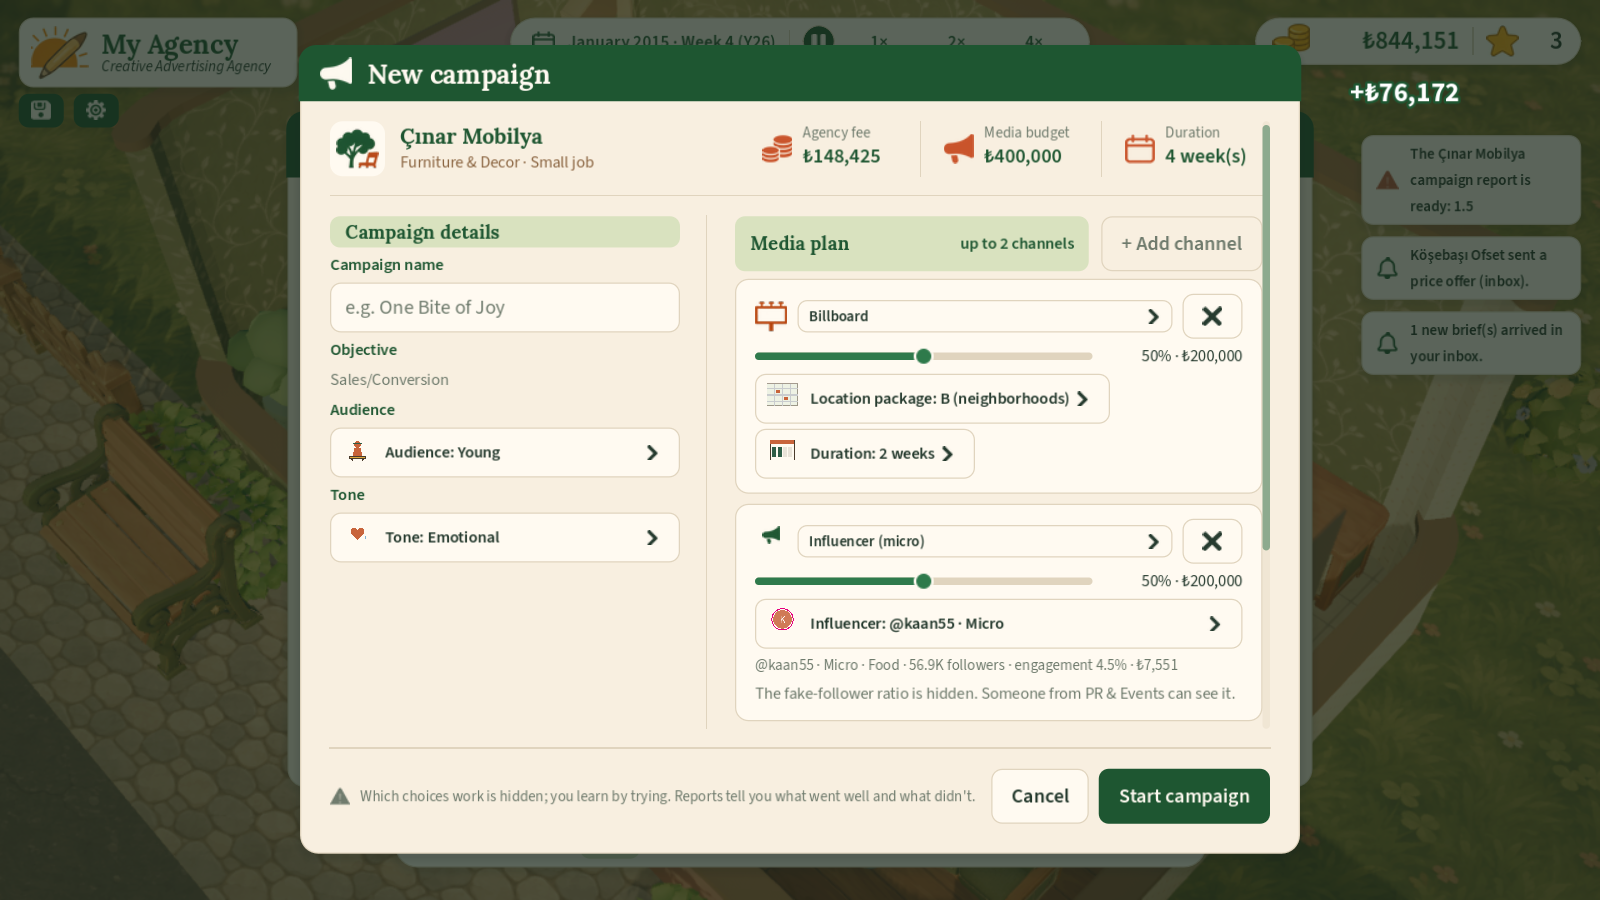 My Agency
Creative Advertising Agency
January 2015 · Week 4 (Y26)
1×
2×
4×
₺844,151
3
+₺76,172
New campaign
Çınar Mobilya
Furniture & Decor · Small job
Agency fee
₺148,425
Media budget
₺400,000
Duration
4 week(s)
The Çınar Mobilya
campaign report is
ready: 1.5
Köşebaşı Ofset sent a
price offer (inbox).
1 new brief(s) arrived in
your inbox.
Campaign details
Campaign name
e.g. One Bite of Joy
Objective
Sales/Conversion
Audience
Audience: Young
Tone
Tone: Emotional
Media plan
up to 2 channels
+ Add channel
Billboard
50% · ₺200,000
Location package: B (neighborhoods)
Duration: 2 weeks
Influencer (micro)
50% · ₺200,000
K
Influencer: @kaan55 · Micro
@kaan55 · Micro · Food · 56.9K followers · engagement 4.5% · ₺7,551
The fake-follower ratio is hidden. Someone from PR & Events can see it.
Which choices work is hidden; you learn by trying. Reports tell you what went well and what didn't.
Cancel
Start campaign